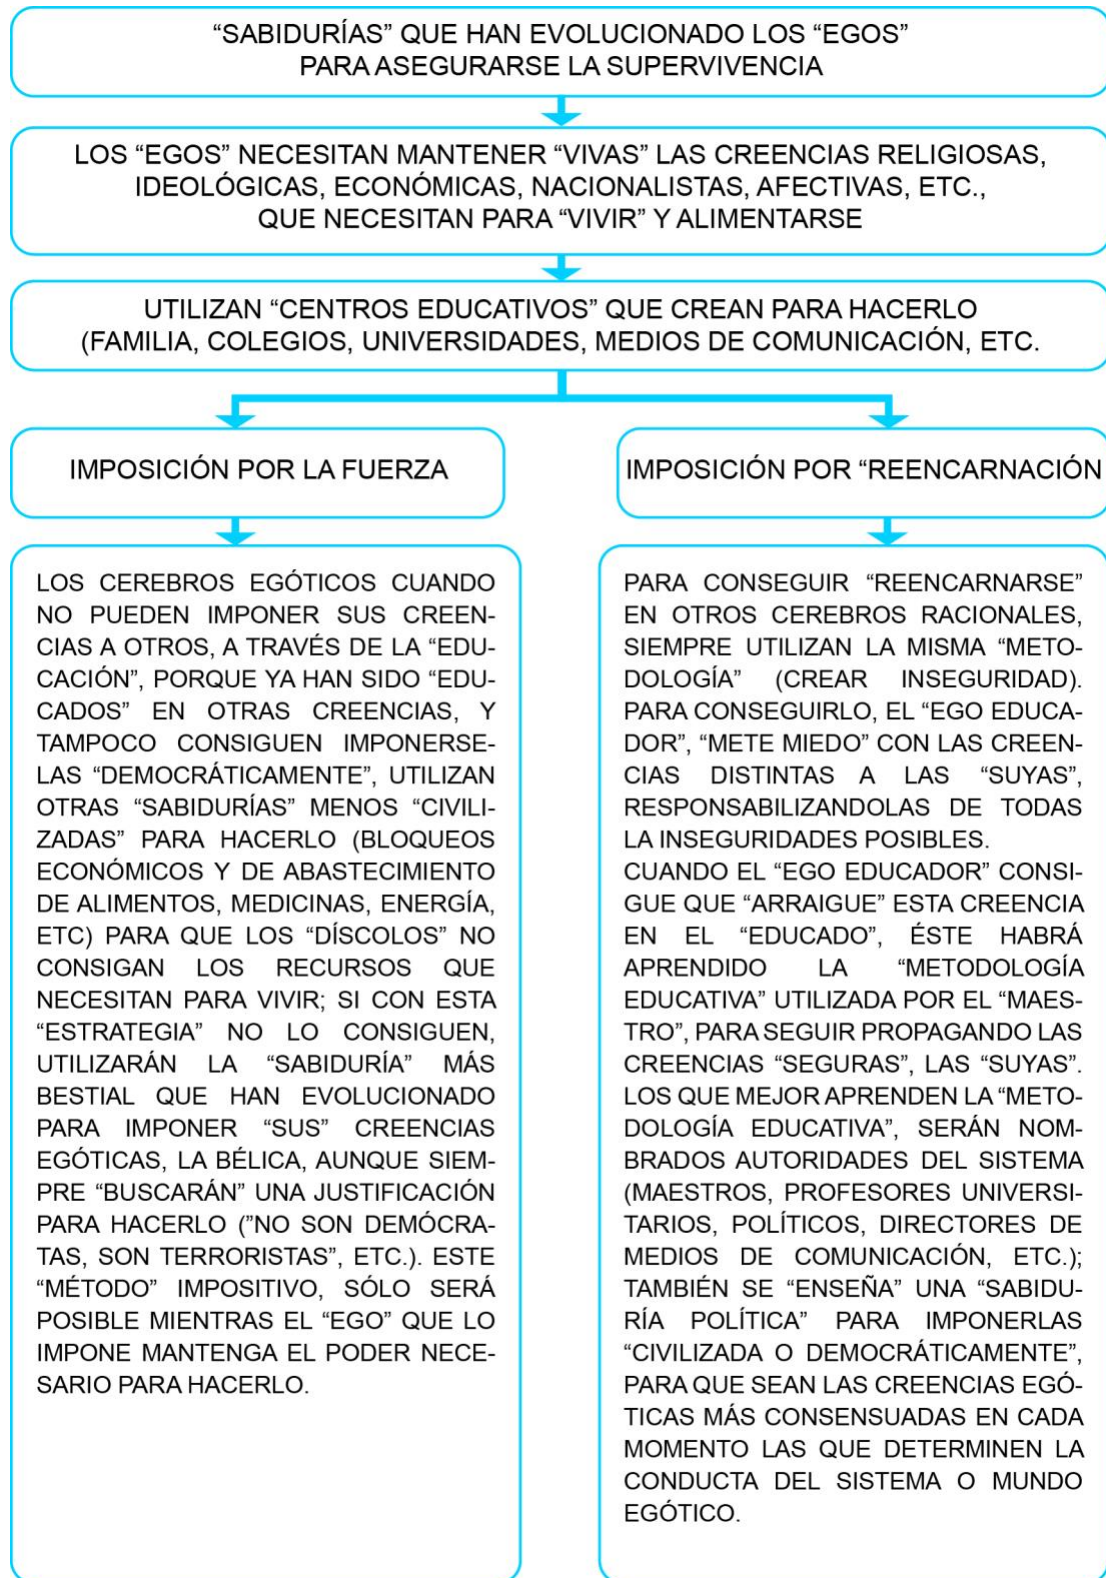 “SABIDURÍAS” QUE HAN EVOLUCIONADO LOS “EGOS”
PARA ASEGURARSE LA SUPERVIVENCIA
LOS “EGOS” NECESITAN MANTENER “VIVAS” LAS CREENCIAS RELIGIOSAS,
IDEOLÓGICAS, ECONÓMICAS, NACIONALISTAS, AFECTIVAS, ETC.,
QUE NECESITAN PARA “VIVIR” Y ALIMENTARSE
UTILIZAN “CENTROS EDUCATIVOS” QUE CREAN PARA HACERLO
(FAMILIA, COLEGIOS, UNIVERSIDADES, MEDIOS DE COMUNICACIÓN, ETC.
IMPOSICIÓN POR LA FUERZA
LOS CEREBROS EGÓTICOS CUANDO
NO PUEDEN IMPONER SUS CREEN-
CIAS A OTROS, A TRAVÉS DE LA “EDU-
CACIÓN”, PORQUE YA HAN SIDO “EDU-
CADOS” EN OTRAS CREENCIAS, Y
TAMPOCO CONSIGUEN IMPONERSE-
LAS “DEMOCRÁTICAMENTE”, UTILIZAN
OTRAS “SABIDURÍAS” MENOS “CIVILI-
ZADAS” PARA HACERLO (BLOQUEOS
ECONÓMICOS Y DE ABASTECIMIENTO
DE ALIMENTOS, MEDICINAS, ENERGÍA,
ETC) PARA QUE LOS “DÍSCOLOS” NO
CONSIGAN LOS RECURSOS QUE
NECESITAN PARA VIVIR; SI CON ESTA
“ESTRATEGIA” NO LO CONSIGUEN,
UTILIZARÁN LA “SABIDURÍA” MÁS
BESTIAL QUE HAN EVOLUCIONADO
PARA IMPONER “SUS” CREENCIAS
EGÓTICAS, LA BÉLICA, AUNQUE SIEM-
PRE “BUSCARÁN” UNA JUSTIFICACIÓN
PARA HACERLO (”NO SON DEMÓCRA-
TAS, SON TERRORISTAS”, ETC.). ESTE
“MÉTODO” IMPOSITIVO, SÓLO SERÁ
POSIBLE MIENTRAS EL “EGO” QUE LO
IMPONE MANTENGA EL PODER NECE-
SARIO PARA HACERLO.
IMPOSICIÓN POR “REENCARNACIÓN
PARA CONSEGUIR “REENCARNARSE”
EN OTROS CEREBROS RACIONALES,
SIEMPRE UTILIZAN LA MISMA “METO-
DOLOGÍA” (CREAR INSEGURIDAD).
PARA CONSEGUIRLO, EL “EGO EDUCA-
DOR”, “METE MIEDO” CON LAS CREEN-
CIAS DISTINTAS A LAS “SUYAS”,
RESPONSABILIZANDOLAS DE TODAS
LA INSEGURIDADES POSIBLES.
CUANDO EL “EGO EDUCADOR” CONSI-
GUE QUE “ARRAIGUE” ESTA CREENCIA
EN EL “EDUCADO”, ÉSTE HABRÁ
APRENDIDO LA “METODOLOGÍA
EDUCATIVA” UTILIZADA POR EL “MAES-
TRO”, PARA SEGUIR PROPAGANDO LAS
CREENCIAS “SEGURAS”, LAS “SUYAS”.
LOS QUE MEJOR APRENDEN LA “METO-
DOLOGÍA EDUCATIVA”, SERÁN NOM-
BRADOS AUTORIDADES DEL SISTEMA
(MAESTROS, PROFESORES UNIVERSI-
TARIOS, POLÍTICOS, DIRECTORES DE
MEDIOS DE COMUNICACIÓN, ETC.);
TAMBIÉN SE “ENSEÑA” UNA “SABIDU-
RÍA POLÍTICA” PARA IMPONERLAS
“CIVILIZADA O DEMOCRÁTICAMENTE”,
PARA QUE SEAN LAS CREENCIAS EGÓ-
TICAS MÁS CONSENSUADAS EN CADA
MOMENTO LAS QUE DETERMINEN LA
CONDUCTA DEL SISTEMA O MUNDO
EGÓTICO.